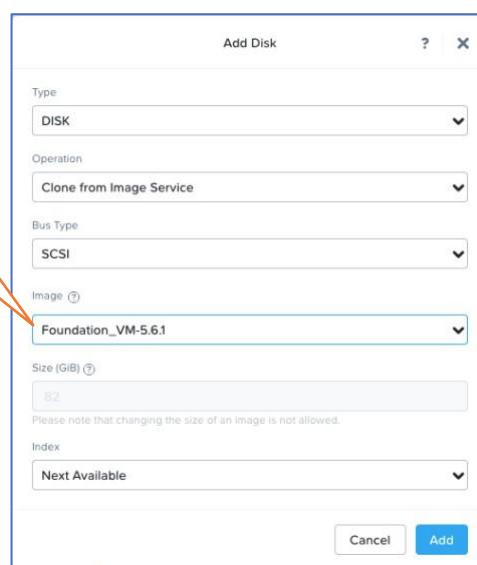 Add Disk ? ×
Type
DISK
Operation
Clone from Image Service
Bus Type
SCSI
Image ?
Foundation_VM-5.6.1
Size (GiB) ?
82
Please note that changing the size of an image is not allowed.
Index
Next Available
Cancel Add